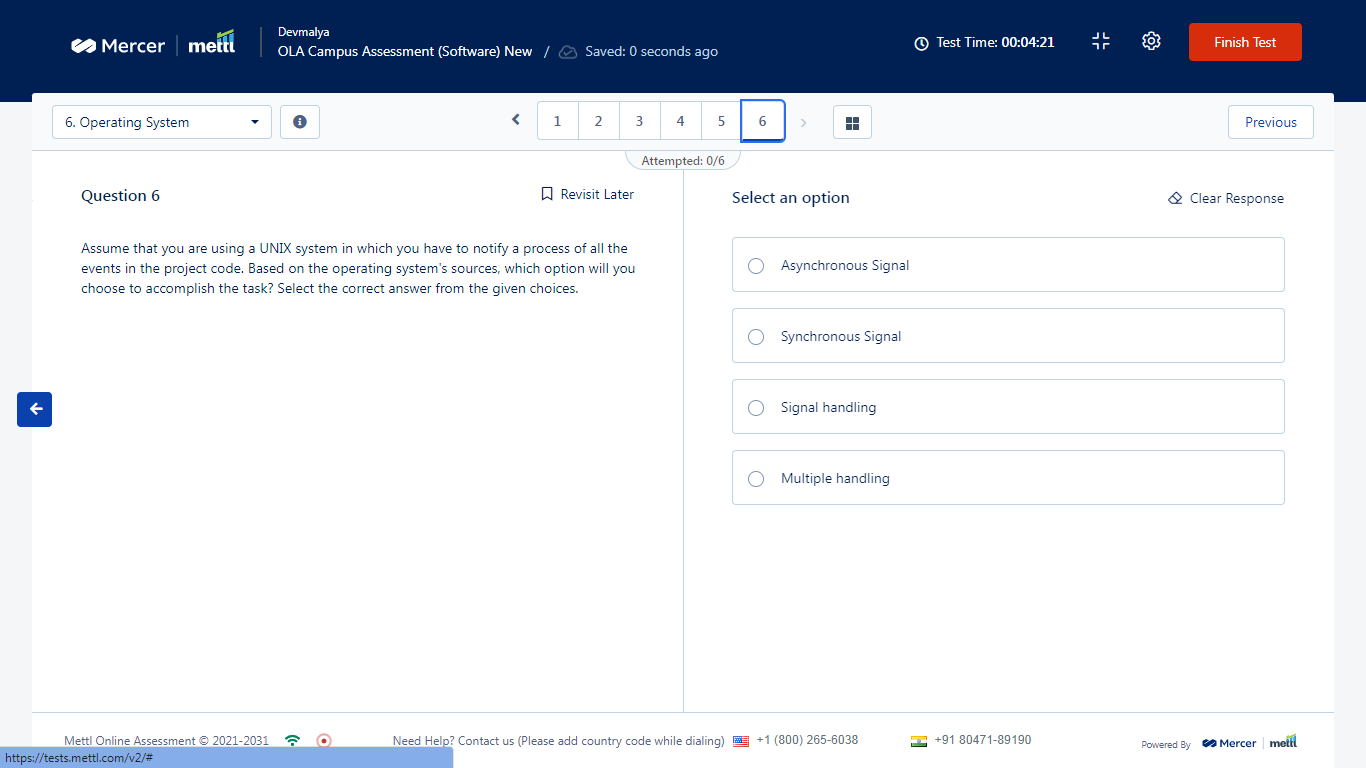 Mercer | mettl
Devmalya
OLA Campus Assessment (Software) New / Saved: 0 seconds ago
Test Time: 00:04:21
Finish Test
6. Operating System
1 2 3 4 5 6
Previous
Attempted: 0/6
Question 6
Revisit Later
Assume that you are using a UNIX system in which you have to notify a process of all the
events in the project code. Based on the operating system's sources, which option will you
choose to accomplish the task? Select the correct answer from the given choices.
Select an option
Clear Response
Asynchronous Signal
Synchronous Signal
Signal handling
Multiple handling
Mettl Online Assessment © 2021-2031
Need Help? Contact us (Please add country code while dialing) +1 (800) 265-6038 +91 80471-89190
Powered By Mercer | mettl
https://tests.mettl.com/v2/#